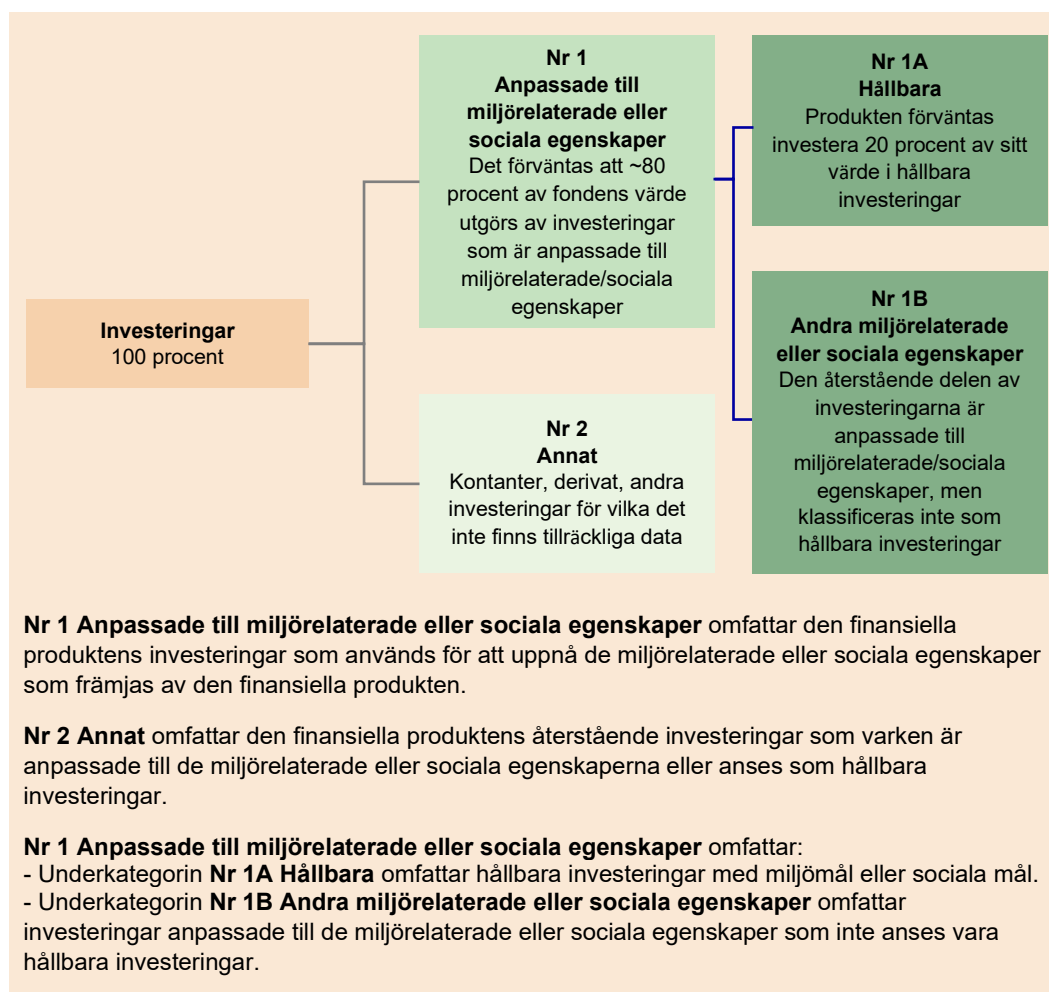 Nr 1
Anpassade till
miljörelaterade eller
sociala egenskaper
Det förväntas att ~80
procent av fondens värde
utgörs av investeringar
som är anpassade till
miljörelaterade/sociala
egenskaper
Nr 1A
Hållbara
Produkten förväntas
investera 20 procent av sitt
värde i hållbara
investeringar
Investeringar
100 procent
Nr 1B
Andra miljörelaterade
eller sociala egenskaper
Den återstående delen av
investeringarna är
anpassade till
miljörelaterade/sociala
egenskaper, men
klassificeras inte som
hållbara investeringar
Nr 2
Annat
Kontanter, derivat, andra
investeringar för vilka det
inte finns tillräckliga data
Nr 1 Anpassade till miljörelaterade eller sociala egenskaper omfattar den finansiella
produktens investeringar som används för att uppnå de miljörelaterade eller sociala egenskaper
som främjas av den finansiella produkten.
Nr 2 Annat omfattar den finansiella produktens återstående investeringar som varken är
anpassade till de miljörelaterade eller sociala egenskaperna eller anses som hållbara
investeringar.
Nr 1 Anpassade till miljörelaterade eller sociala egenskaper omfattar:
- Underkategorin Nr 1A Hållbara omfattar hållbara investeringar med miljömål eller sociala mål.
- Underkategorin Nr 1B Andra miljörelaterade eller sociala egenskaper omfattar
investeringar anpassade till de miljörelaterade eller sociala egenskaper som inte anses vara
hållbara investeringar.